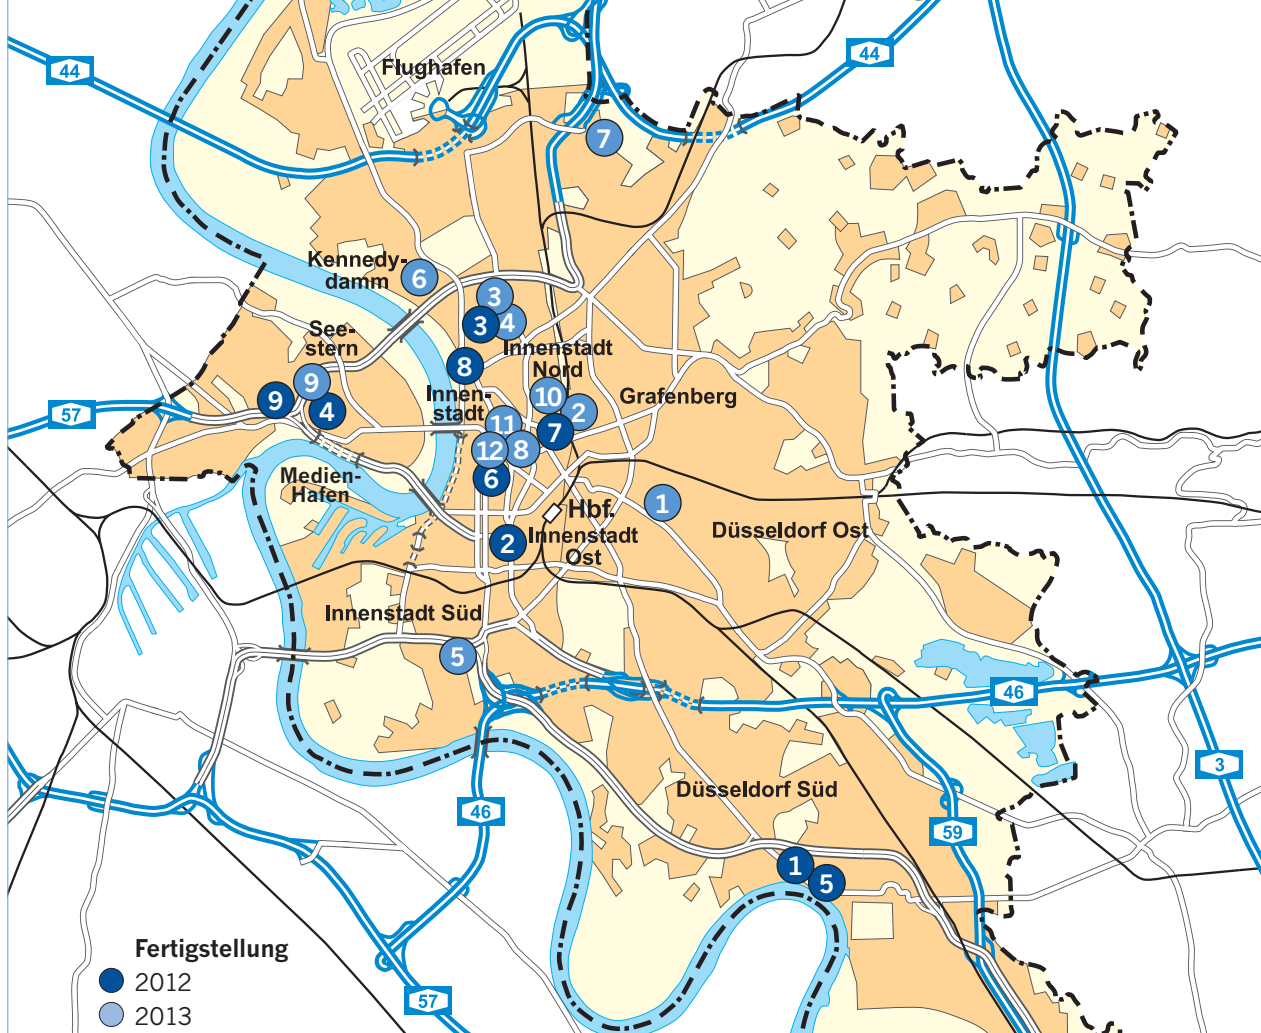 44
Flughafen
44
7
Kennedy-
damm
6
3
3
4
See-
stern
Innenstadt
Nord
8
9
9
4
Innen-
stadt
10
2
Grafenberg
57
11
7
12
8
6
Medien-
Hafen
1
Hbf.
2
Innenstadt
Ost
Düsseldorf Ost
Innenstadt Süd
5
46
3
Düsseldorf Süd
46
59
1
5
Fertigstellung
2012
2013
57